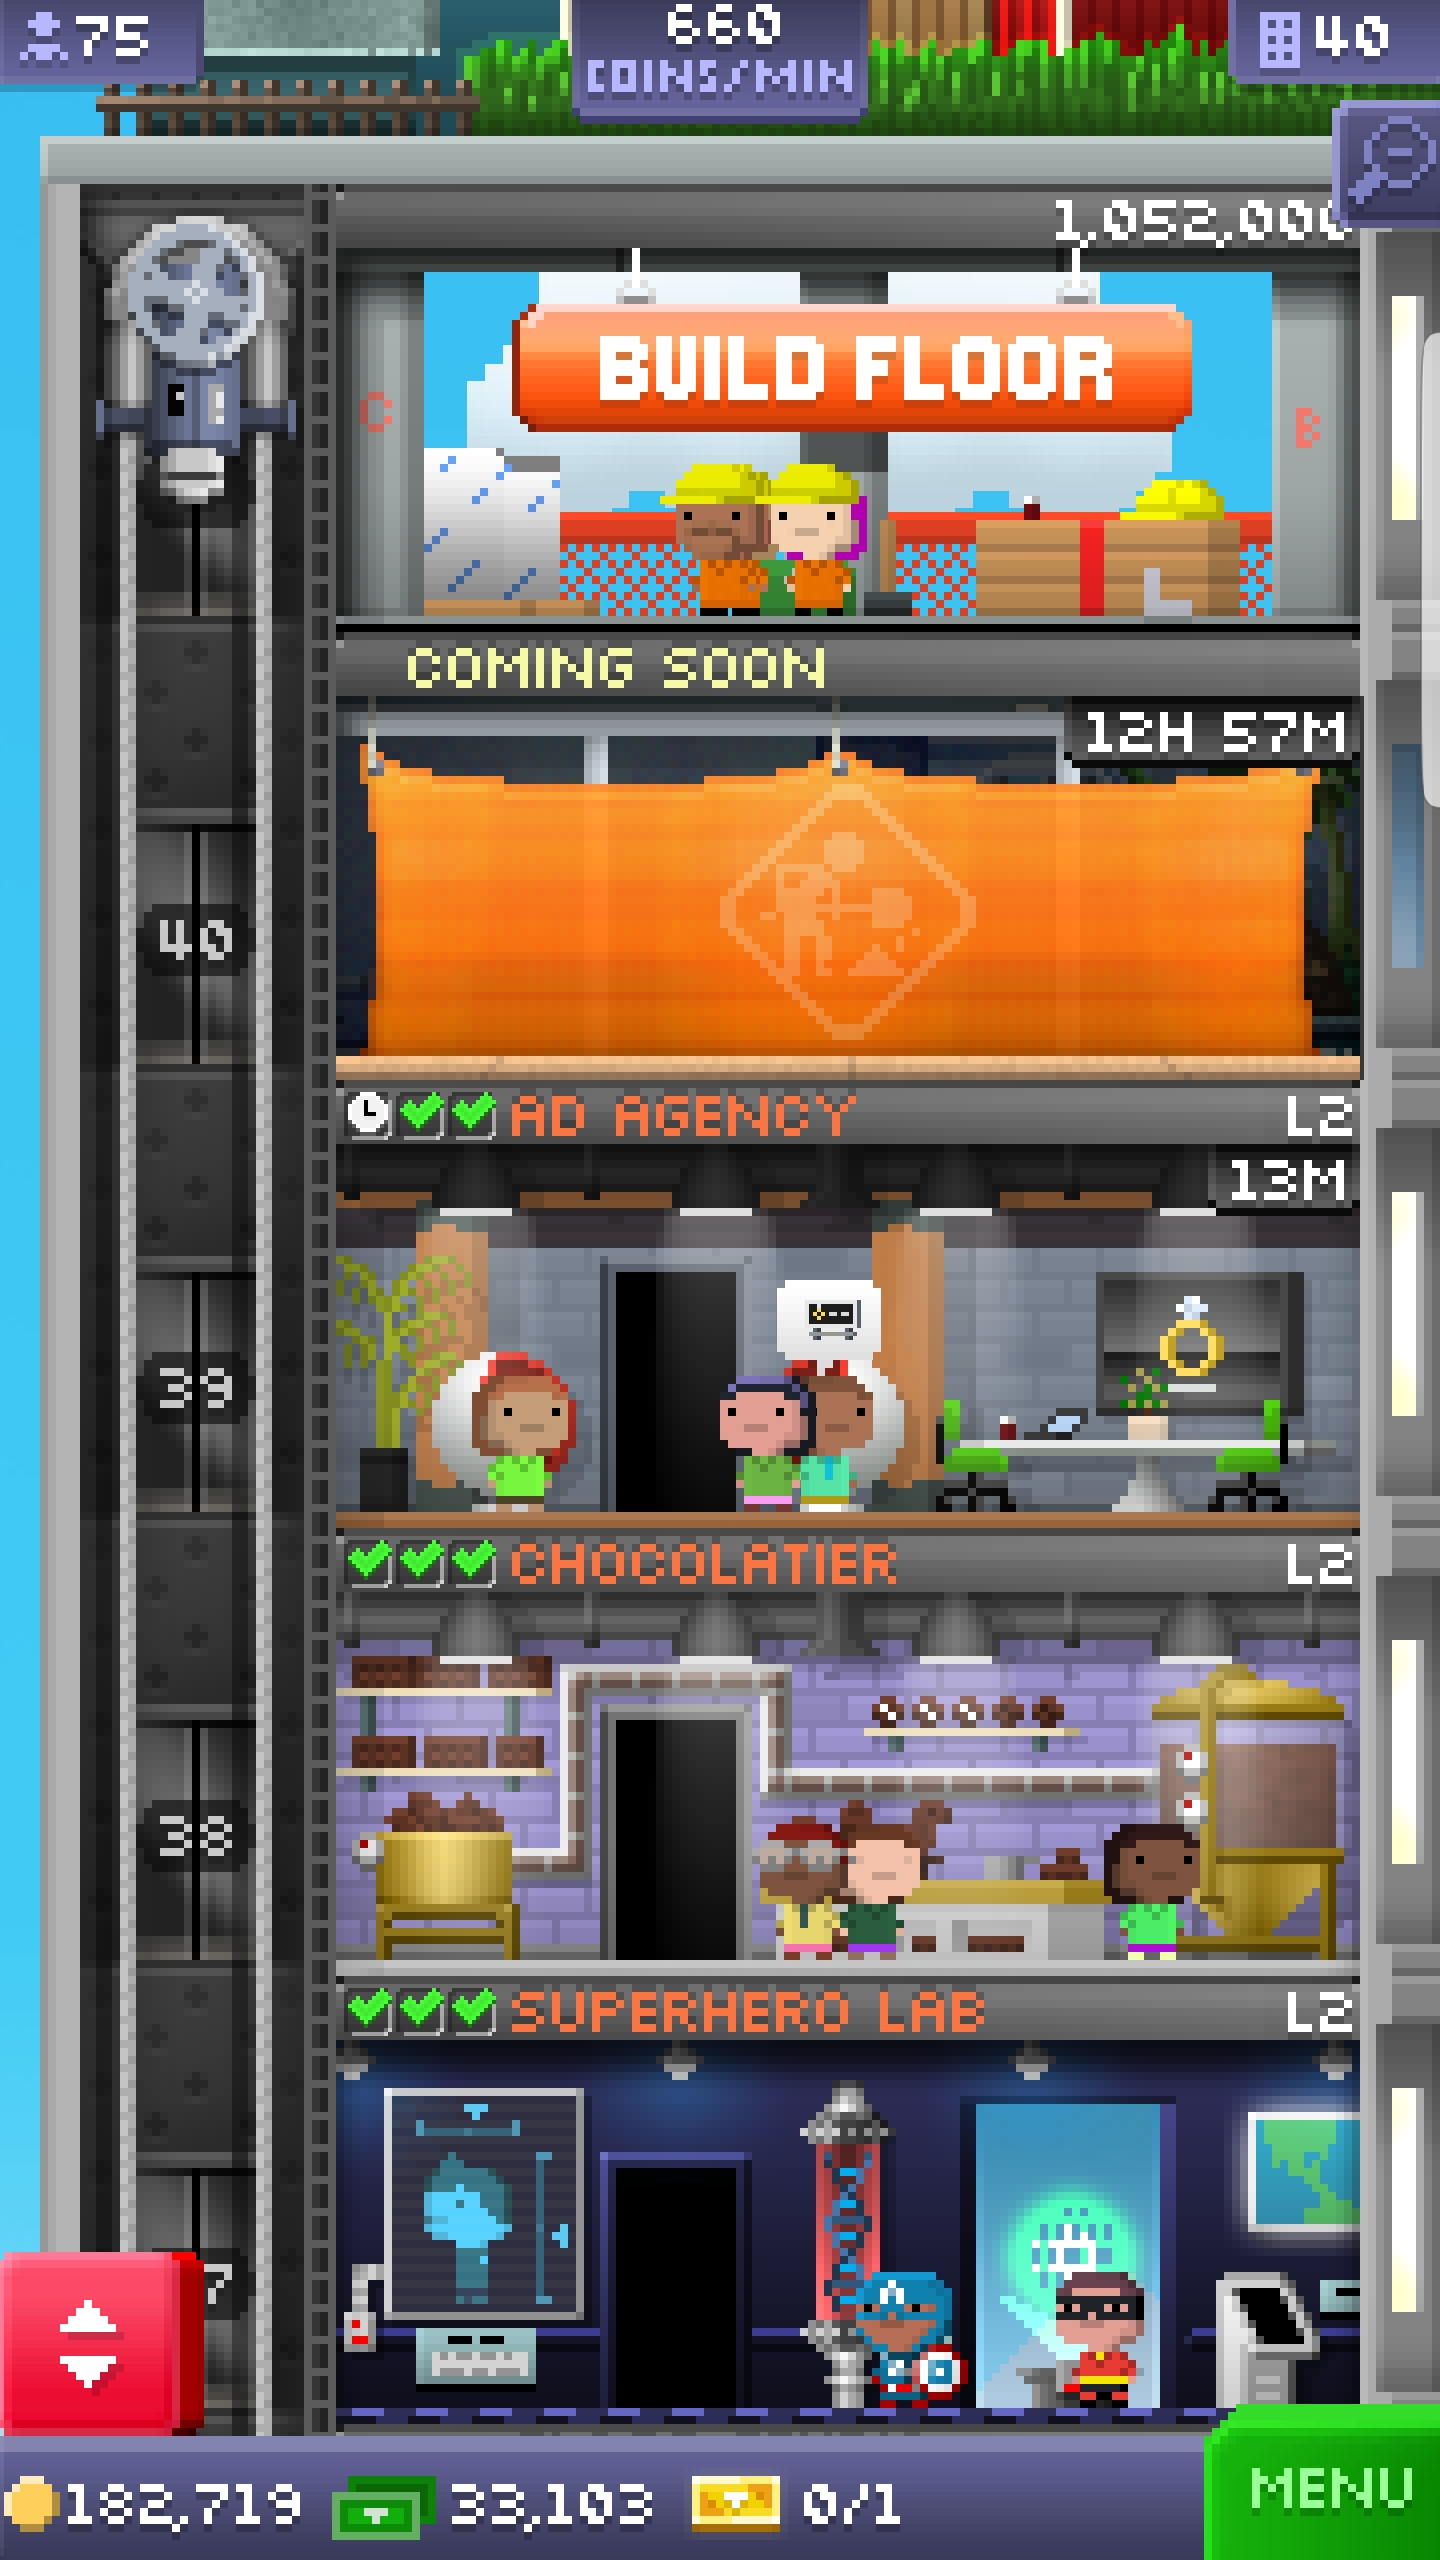 75
660
COINS/MIN
40
1,052,000
C
BUILD FLOOR
B
COMING SOON
12H 57M
40
AD AGENCY L2
13M
39
CHOCOLATIER L2
38
SUPERHERO LAB L2
A
7
182,719 33,103 0/1
MENU